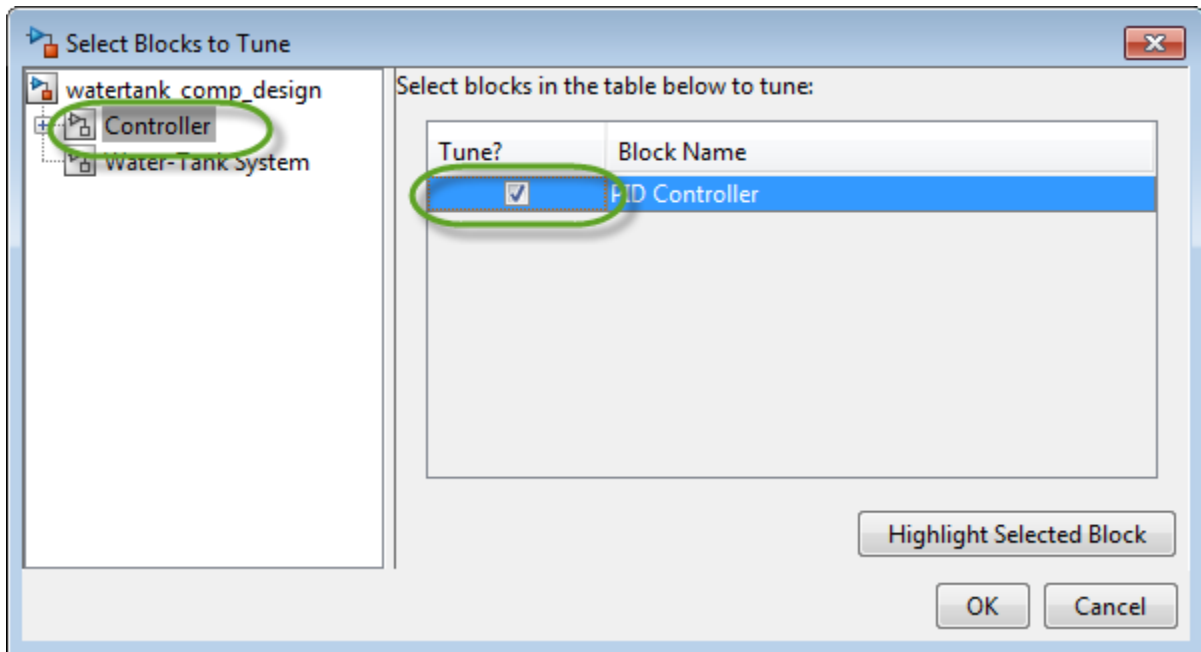 Select Blocks to Tune
watertank_comp_design
Controller
Water-Tank System
Select blocks in the table below to tune:
Tune? Block Name
PID Controller
Highlight Selected Block
OK Cancel